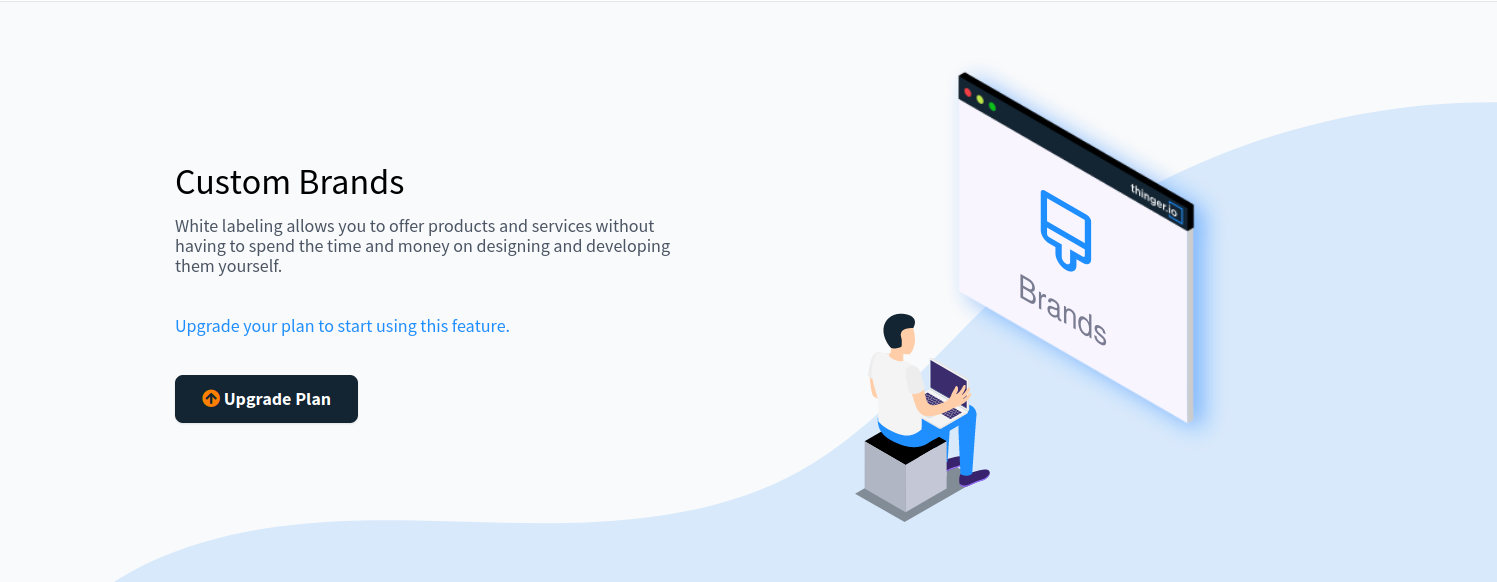 Custom Brands
White labeling allows you to offer products and services without
having to spend the time and money on designing and developing
them yourself.
Upgrade your plan to start using this feature.
Upgrade Plan
thinger.io
Brands